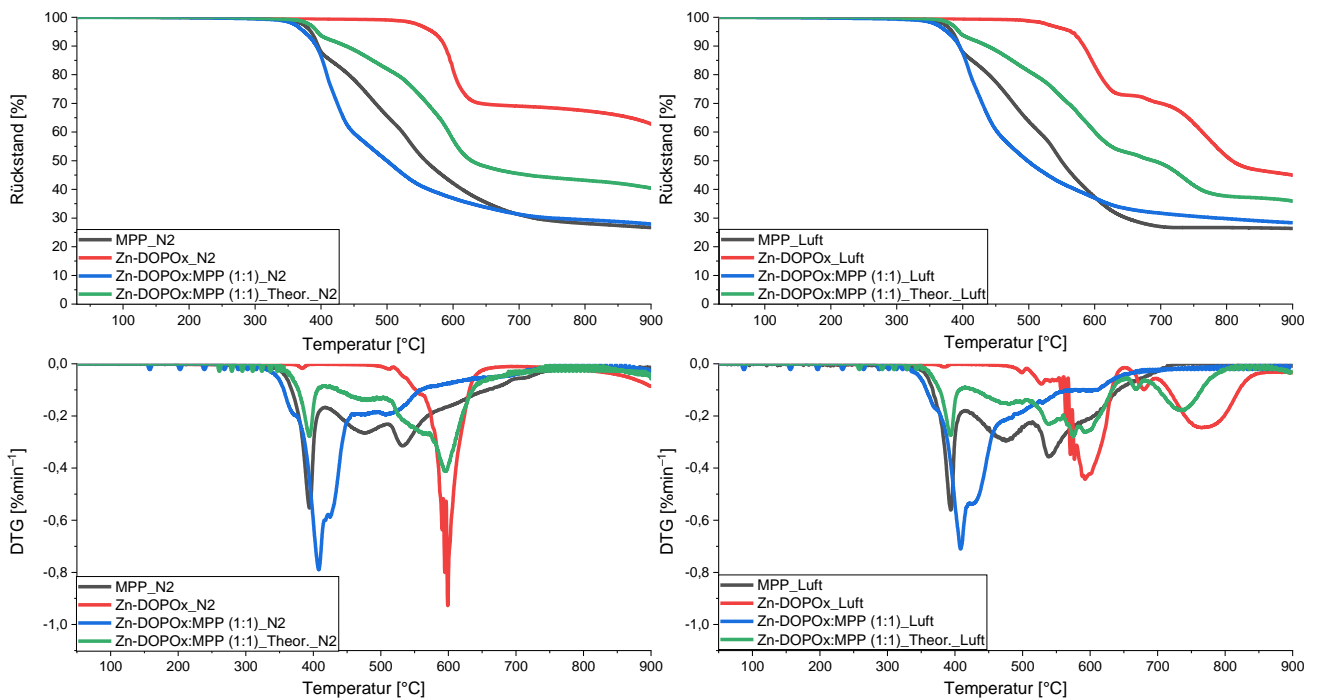 100
90
80
70
60
50
40
30
20
10
0
Rückstand [%]
MPP_N2
Zn-DOPOx_N2
Zn-DOPOx:MPP (1:1)_N2
Zn-DOPOx:MPP (1:1)_Theor._N2
100 200 300 400 500 600 700 800 900
Temperatur [°C]
100
90
80
70
60
50
40
30
20
10
0
Rückstand [%]
MPP_Luft
Zn-DOPOx_Luft
Zn-DOPOx:MPP (1:1)_Luft
Zn-DOPOx:MPP (1:1)_Theor._Luft
100 200 300 400 500 600 700 800 900
Temperatur [°C]
0,0
-0,2
-0,4
-0,6
-0,8
-1,0
DTG [%min⁻¹]
MPP_N2
Zn-DOPOx_N2
Zn-DOPOx:MPP (1:1)_N2
Zn-DOPOx:MPP (1:1)_Theor._N2
100 200 300 400 500 600 700 800 900
Temperatur [°C]
0,0
-0,2
-0,4
-0,6
-0,8
-1,0
DTG [%min⁻¹]
MPP_Luft
Zn-DOPOx_Luft
Zn-DOPOx:MPP (1:1)_Luft
Zn-DOPOx:MPP (1:1)_Theor._Luft
100 200 300 400 500 600 700 800 900
Temperatur [°C]